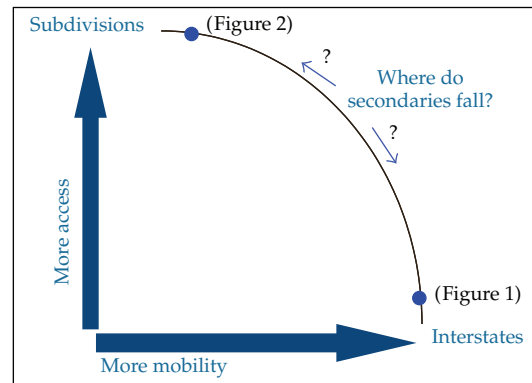 Subdivisions
(Figure 2)
?
Where do
secondaries fall?
?
More access
(Figure 1)
Interstates
More mobility